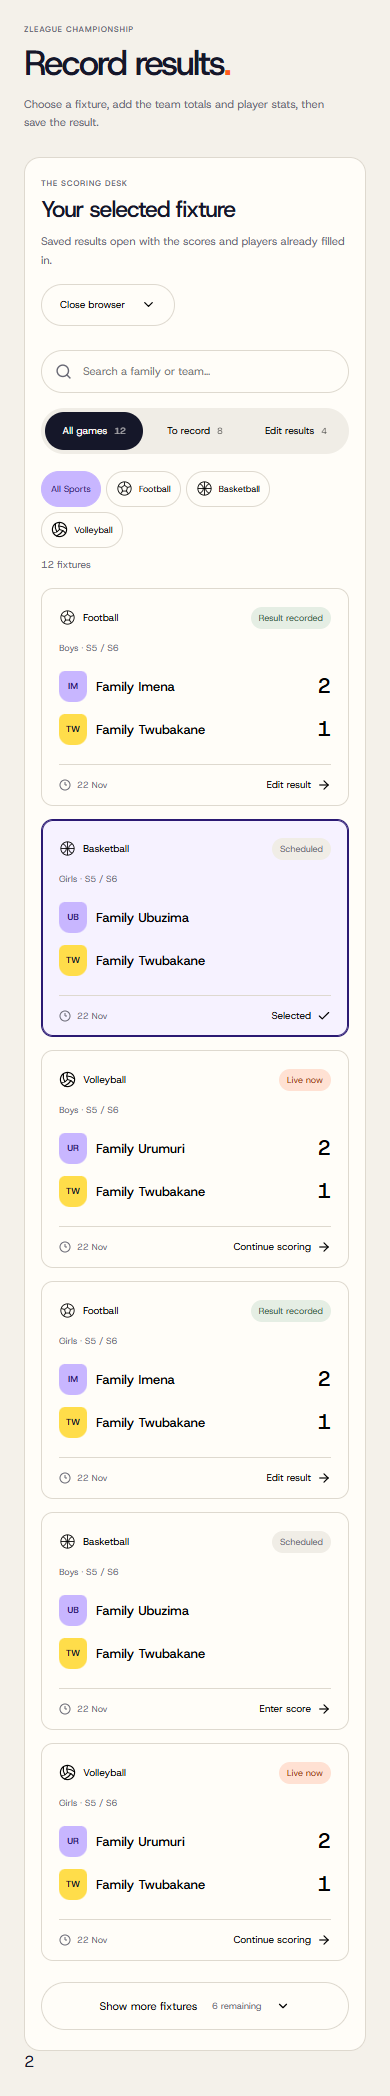 ZLEAGUE CHAMPIONSHIP
Record results.
Choose a fixture, add the team totals and player stats, then
save the result.
THE SCORING DESK
Your selected fixture
Saved results open with the scores and players already filled
in.
Close browser
Search a family or team...
All games 12 To record 8 Edit results 4
All Sports Football Basketball
Volleyball
12 fixtures
Football Result recorded
Boys · S5 / S6
IM Family Imena 2
TW Family Twubakane 1
22 Nov Edit result →
Basketball Scheduled
Girls · S5 / S6
UB Family Ubuzima
TW Family Twubakane
22 Nov Selected ✓
Volleyball Live now
Boys · S5 / S6
UR Family Urumuri 2
TW Family Twubakane 1
22 Nov Continue scoring →
Football Result recorded
Girls · S5 / S6
IM Family Imena 2
TW Family Twubakane 1
22 Nov Edit result →
Basketball Scheduled
Boys · S5 / S6
UB Family Ubuzima
TW Family Twubakane
22 Nov Enter score →
Volleyball Live now
Girls · S5 / S6
UR Family Urumuri 2
TW Family Twubakane 1
22 Nov Continue scoring →
Show more fixtures 6 remaining
2